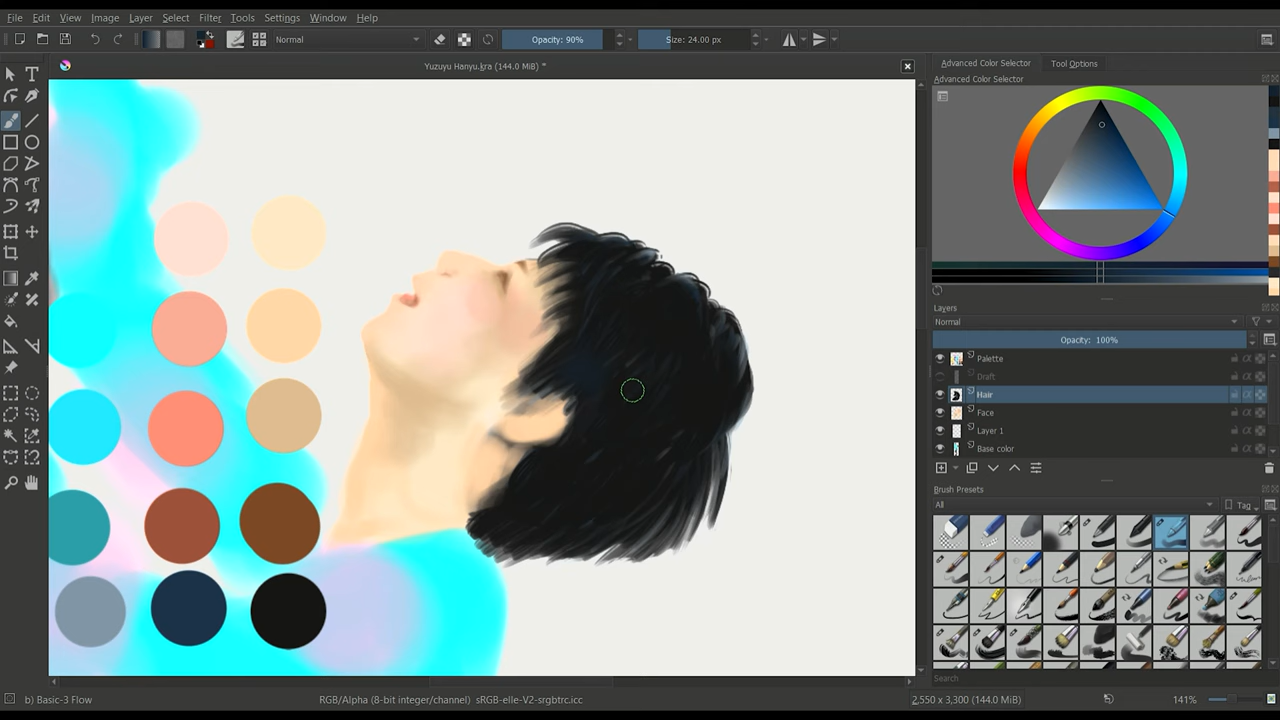 File Edit View Image Layer Select Filter Tools Settings Window Help
Normal
Opacity: 90%
Size: 24.00 px
Yuzuyu Hanyu.kra (144.0 MiB) *
Advanced Color Selector
Tool Options
Advanced Color Selector
Layers
Normal
Opacity: 100%
Palette
Draft
Hair
Face
Layer 1
Base color
Brush Presets
All
Tag
Search
b) Basic-3 Flow
RGB/Alpha (8-bit integer/channel) sRGB-elle-V2-srgbtrc.icc
2,550 x 3,300 (144.0 MiB)
141%